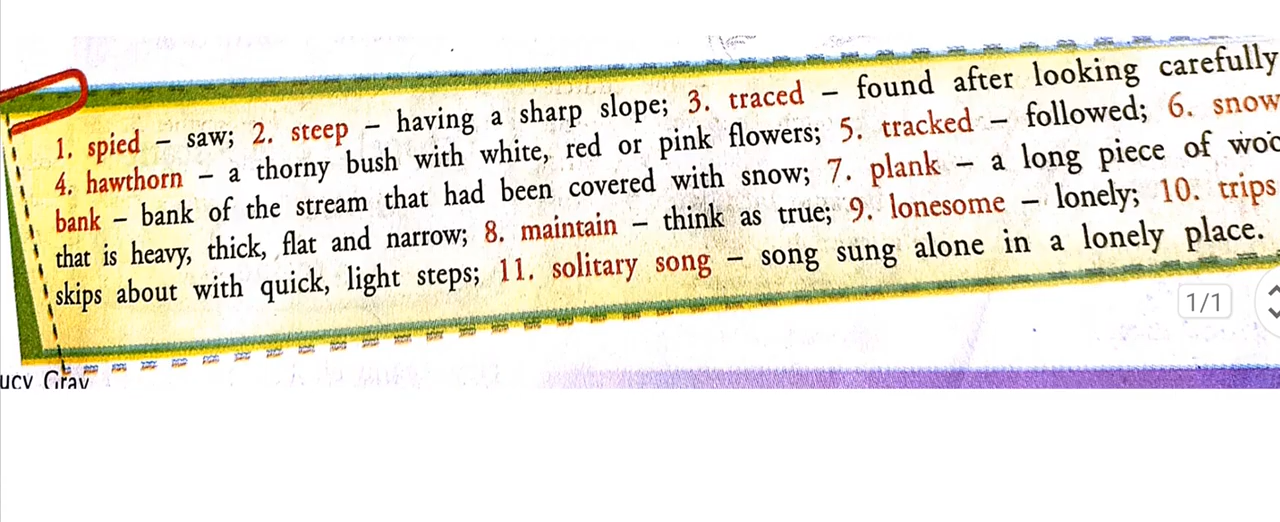 1. spied – saw; 2. steep – having a sharp slope; 3. traced – found after looking carefully
4. hawthorn – a thorny bush with white, red or pink flowers; 5. tracked – followed; 6. snow
bank – bank of the stream that had been covered with snow; 7. plank – a long piece of woo
that is heavy, thick, flat and narrow; 8. maintain – think as true; 9. lonesome – lonely; 10. trips
skips about with quick, light steps; 11. solitary song – song sung alone in a lonely place.
1/1
ucy Gray